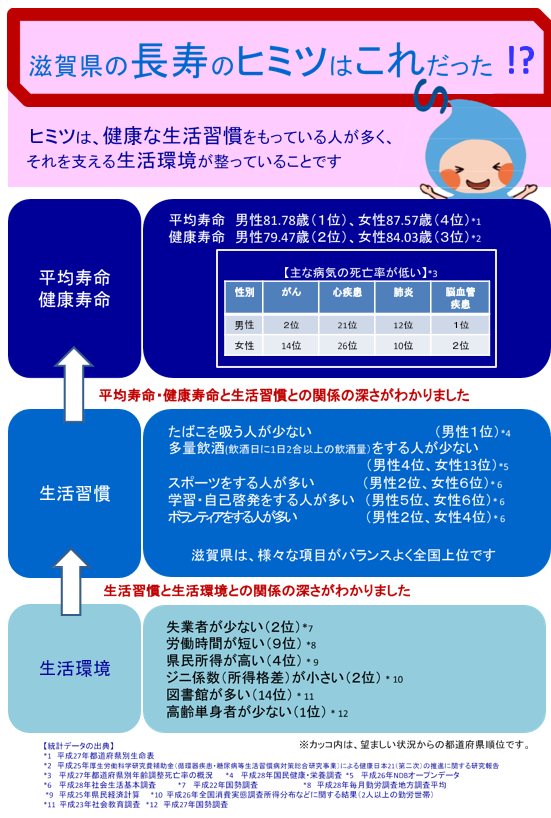 滋賀県の長寿のヒミツはこれだった !?
ヒミツは、健康な生活習慣をもっている人が多く、
それを支える生活環境が整っていることです
平均寿命
健康寿命
平均寿命 男性81.78歳(1位)、女性87.57歳(4位)*1
健康寿命 男性79.47歳(2位)、女性84.03歳(3位)*2
【主な病気の死亡率が低い】*3
性別 がん 心疾患 肺炎 脳血管疾患
男性 2位 21位 12位 1位
女性 14位 26位 10位 2位
平均寿命・健康寿命と生活習慣との関係の深さがわかりました
生活習慣
たばこを吸う人が少ない (男性1位)*4
多量飲酒(飲酒日に1日2合以上の飲酒量)をする人が少ない
(男性4位、女性13位)*5
スポーツをする人が多い (男性2位、女性6位)*6
学習・自己啓発をする人が多い (男性5位、女性6位)*6
ボランティアをする人が多い (男性2位、女性4位)*6
滋賀県は、様々な項目がバランスよく全国上位です
生活習慣と生活環境との関係の深さがわかりました
生活環境
失業者が少ない(2位)*7
労働時間が短い(9位)*8
県民所得が高い(4位)*9
ジニ係数(所得格差)が小さい(2位)*10
図書館が多い(14位)*11
高齢単身者が少ない(1位)*12
※カッコ内は、望ましい状況からの都道府県順位です。
【統計データの出典】
*1 平成27年都道府県別生命表
*2 平成25年厚生労働科学研究費補助金(循環器疾患・糖尿病等生活習慣病対策総合研究事業)による健康日本21(第二次)の推進に関する研究報告
*3 平成27年都道府県別年齢調整死亡率の概況 *4 平成28年国民健康・栄養調査 *5 平成26年NDBオープンデータ
*6 平成28年社会生活基本調査 *7 平成22年国勢調査 *8 平成28年毎月勤労調査地方調査平均
*9 平成25年県民経済計算 *10 平成26年全国消費実態調査所得分布などに関する結果(2人以上の勤労世帯)
*11 平成23年社会教育調査 *12 平成27年国勢調査